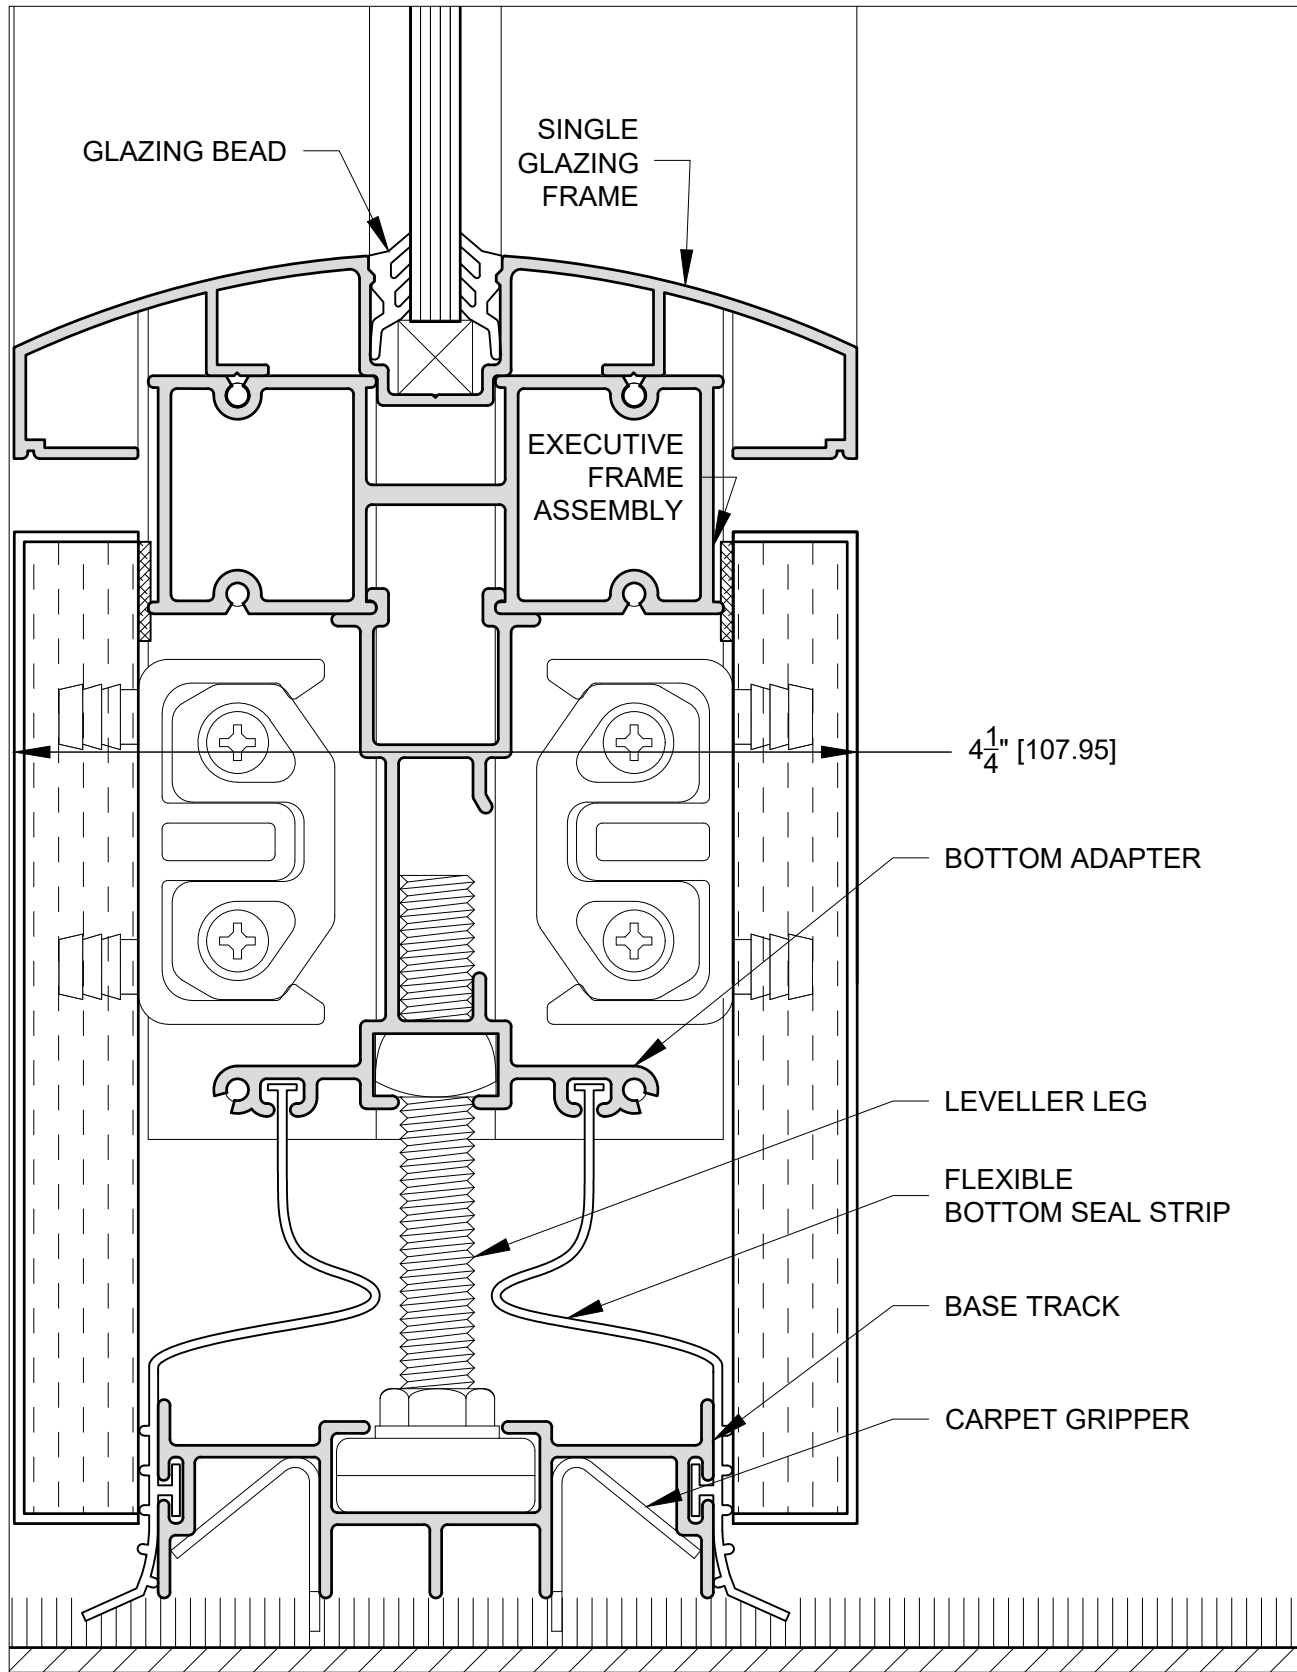 GLAZING BEAD
SINGLE
GLAZING
FRAME
EXECUTIVE
FRAME
ASSEMBLY
4 1/4" [107.95]
BOTTOM ADAPTER
LEVELLER LEG
FLEXIBLE
BOTTOM SEAL STRIP
BASE TRACK
CARPET GRIPPER